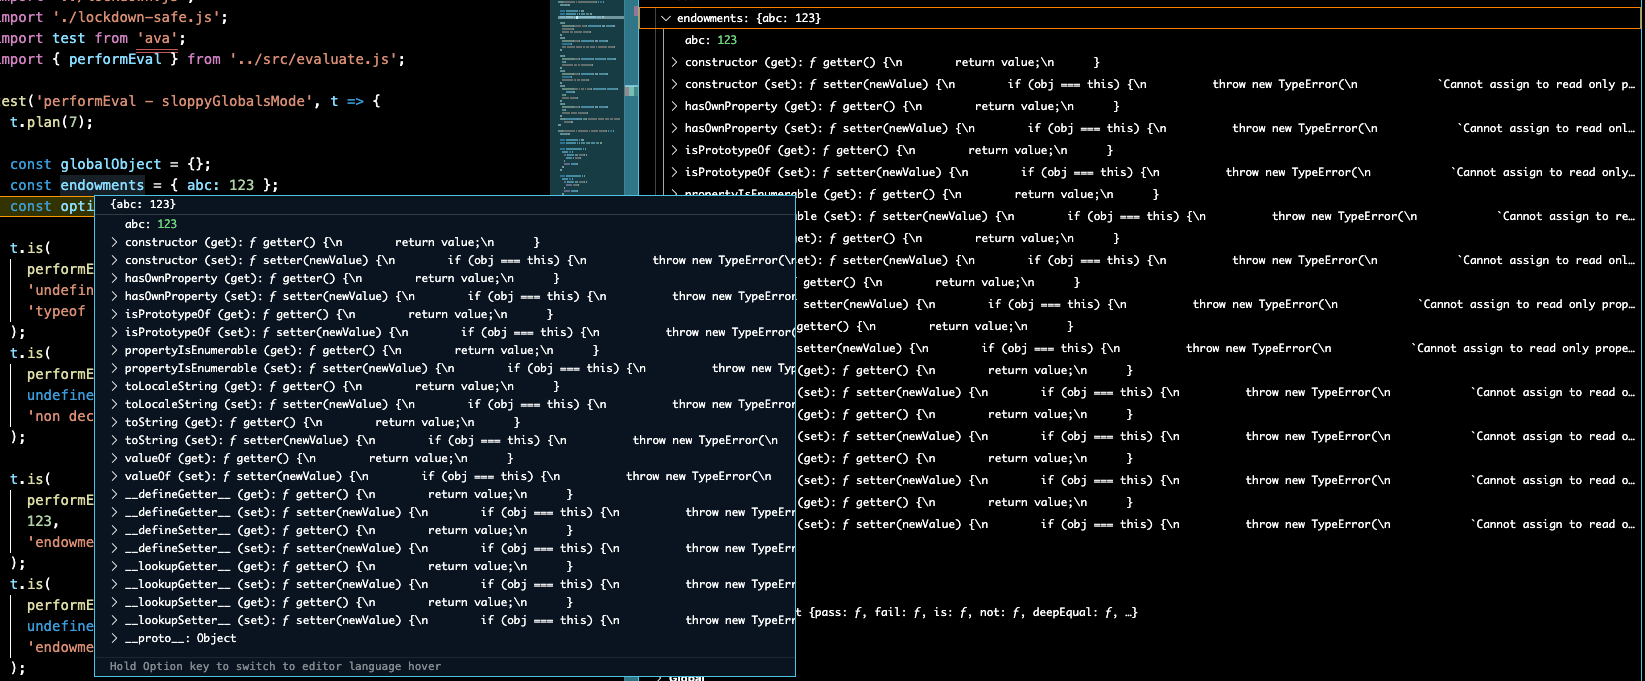 import './lockdown-safe.js';
import test from 'ava';
import { performEval } from '../src/evaluate.js';
test('performEval - sloppyGlobalsMode', t => {
t.plan(7);
const globalObject = {};
const endowments = { abc: 123 };
const opti
t.is(
performE
'undefin
'typeof
);
t.is(
performE
undefine
'non dec
);
t.is(
performE
123,
'endowme
);
t.is(
performE
undefine
'endowme
);
{abc: 123}
abc: 123
constructor (get): ƒ getter() {\n return value;\n }
constructor (set): ƒ setter(newValue) {\n if (obj === this) {\n throw new TypeError(\n
hasOwnProperty (get): ƒ getter() {\n return value;\n }
hasOwnProperty (set): ƒ setter(newValue) {\n if (obj === this) {\n throw new TypeError
isPrototypeOf (get): ƒ getter() {\n return value;\n }
isPrototypeOf (set): ƒ setter(newValue) {\n if (obj === this) {\n throw new TypeError(
propertyIsEnumerable (get): ƒ getter() {\n return value;\n }
propertyIsEnumerable (set): ƒ setter(newValue) {\n if (obj === this) {\n throw new Typ
toLocaleString (get): ƒ getter() {\n return value;\n }
toLocaleString (set): ƒ setter(newValue) {\n if (obj === this) {\n throw new TypeError
toString (get): ƒ getter() {\n return value;\n }
toString (set): ƒ setter(newValue) {\n if (obj === this) {\n throw new TypeError(\n
valueOf (get): ƒ getter() {\n return value;\n }
valueOf (set): ƒ setter(newValue) {\n if (obj === this) {\n throw new TypeError(\n
__defineGetter__ (get): ƒ getter() {\n return value;\n }
__defineGetter__ (set): ƒ setter(newValue) {\n if (obj === this) {\n throw new TypeErr
__defineSetter__ (get): ƒ getter() {\n return value;\n }
__defineSetter__ (set): ƒ setter(newValue) {\n if (obj === this) {\n throw new TypeErr
__lookupGetter__ (get): ƒ getter() {\n return value;\n }
__lookupGetter__ (set): ƒ setter(newValue) {\n if (obj === this) {\n throw new TypeErr
__lookupSetter__ (get): ƒ getter() {\n return value;\n }
__lookupSetter__ (set): ƒ setter(newValue) {\n if (obj === this) {\n throw new TypeErr
__proto__: Object
Hold Option key to switch to editor language hover
endowments: {abc: 123}
abc: 123
constructor (get): ƒ getter() {\n return value;\n }
constructor (set): ƒ setter(newValue) {\n if (obj === this) {\n throw new TypeError(\n `Cannot assign to read only p…
hasOwnProperty (get): ƒ getter() {\n return value;\n }
hasOwnProperty (set): ƒ setter(newValue) {\n if (obj === this) {\n throw new TypeError(\n `Cannot assign to read onl…
isPrototypeOf (get): ƒ getter() {\n return value;\n }
isPrototypeOf (set): ƒ setter(newValue) {\n if (obj === this) {\n throw new TypeError(\n `Cannot assign to read only…
propertyIsEnumerable (get): ƒ getter() {\n return value;\n }
ble (set): ƒ setter(newValue) {\n if (obj === this) {\n throw new TypeError(\n `Cannot assign to re…
et): ƒ getter() {\n return value;\n }
et): ƒ setter(newValue) {\n if (obj === this) {\n throw new TypeError(\n `Cannot assign to read onl…
getter() {\n return value;\n }
setter(newValue) {\n if (obj === this) {\n throw new TypeError(\n `Cannot assign to read only prop…
getter() {\n return value;\n }
setter(newValue) {\n if (obj === this) {\n throw new TypeError(\n `Cannot assign to read only prope…
(get): ƒ getter() {\n return value;\n }
(set): ƒ setter(newValue) {\n if (obj === this) {\n throw new TypeError(\n `Cannot assign to read o…
(get): ƒ getter() {\n return value;\n }
(set): ƒ setter(newValue) {\n if (obj === this) {\n throw new TypeError(\n `Cannot assign to read o…
(get): ƒ getter() {\n return value;\n }
(set): ƒ setter(newValue) {\n if (obj === this) {\n throw new TypeError(\n `Cannot assign to read o…
(get): ƒ getter() {\n return value;\n }
(set): ƒ setter(newValue) {\n if (obj === this) {\n throw new TypeError(\n `Cannot assign to read o…
t {pass: ƒ, fail: ƒ, is: ƒ, not: ƒ, deepEqual: ƒ, …}
Global